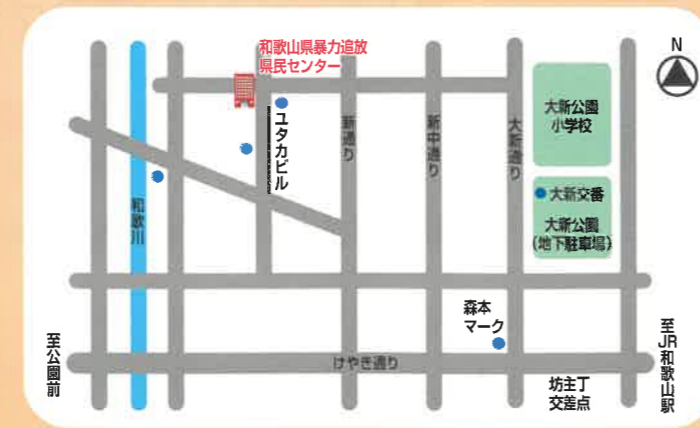 和歌山県暴力追放
県民センター
N
ユタカビル
新通り
新中通り
大新通り
大新公園
小学校
大新交番
大新公園
(地下駐車場)
和歌川
森本
マーク
至公園前
けやき通り
坊主丁
交差点
至JR和歌山駅